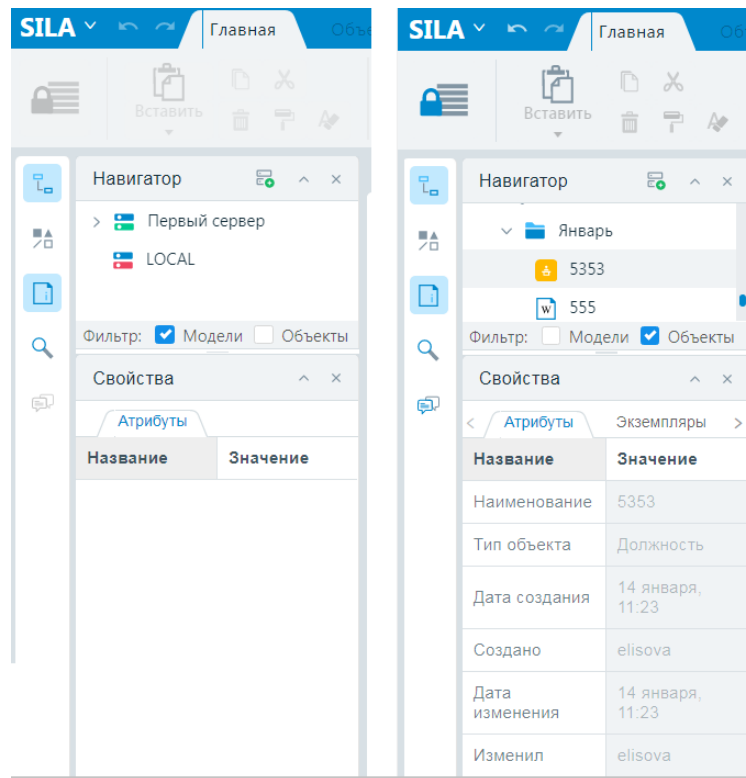 SILA
Главная
Объе
Вставить
Навигатор
Первый сервер
LOCAL
Фильтр: Модели Объекты
Свойства
Атрибуты
Название Значение
SILA
Главная
Об
Вставить
Навигатор
Январь
5353
W 555
Фильтр: Модели Объекты
Свойства
Атрибуты Экземпляры
Название Значение
Наименование 5353
Тип объекта Должность
Дата создания 14 января,
11:23
Создано elisova
Дата
изменения 14 января,
11:23
Изменил elisova